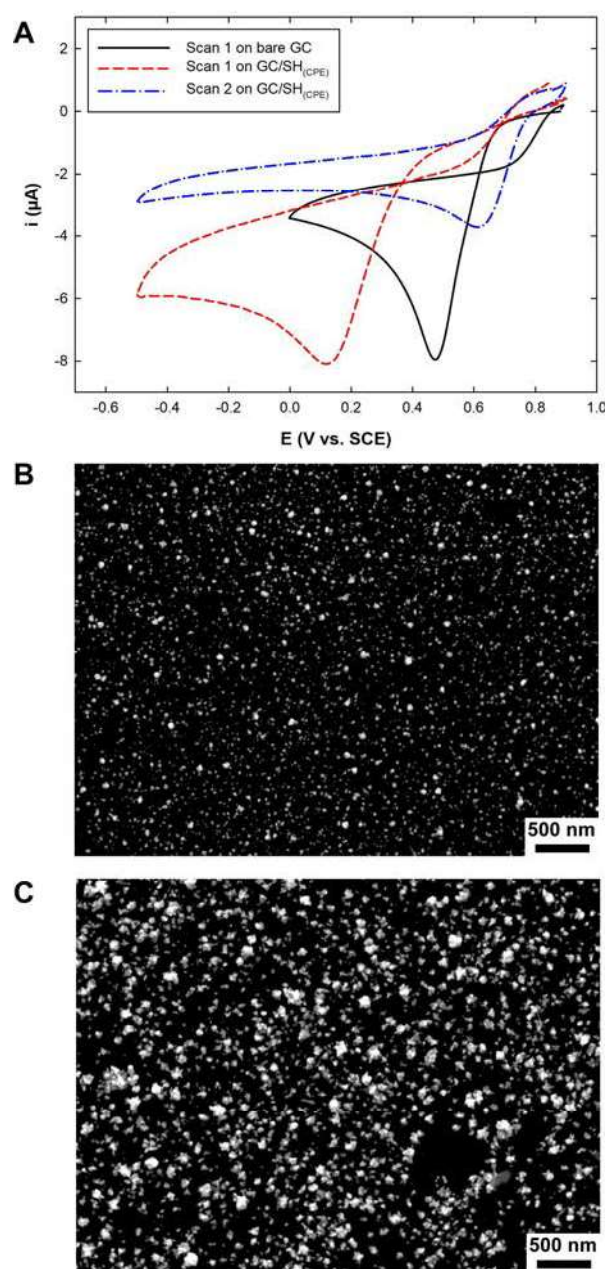 A
Scan 1 on bare GC
Scan 1 on GC/SH(CPE)
Scan 2 on GC/SH(CPE)
2
0
-2
-4
-6
-8
i (µA)
-0.6 -0.4 -0.2 0.0 0.2 0.4 0.6 0.8 1.0
E (V vs. SCE)
B
500 nm
C
500 nm